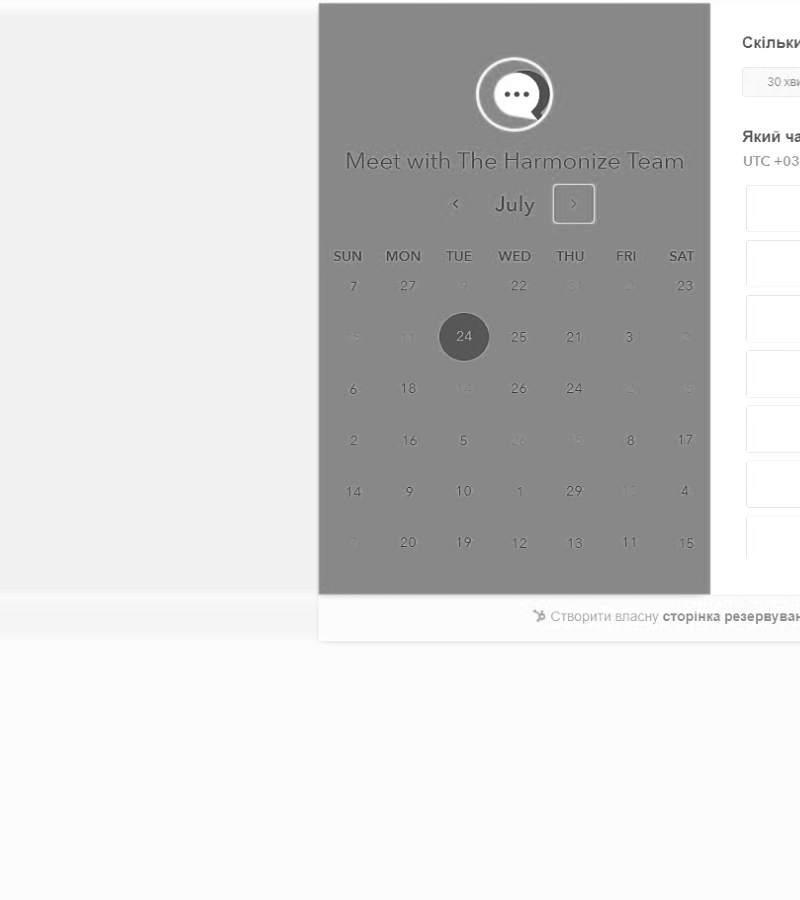 Meet with The Harmonize Team
July
SUN MON TUE WED THU FRI SAT
7 27 9 22 31 2 23
15 11 24 25 21 3 2
6 18 14 26 24 2 15
2 16 5 26 15 8 17
14 9 10 1 29 4
7 20 19 12 13 11 15
Скільки
30 хви
Який ча
UTC +03
Створити власну сторінка резервуван